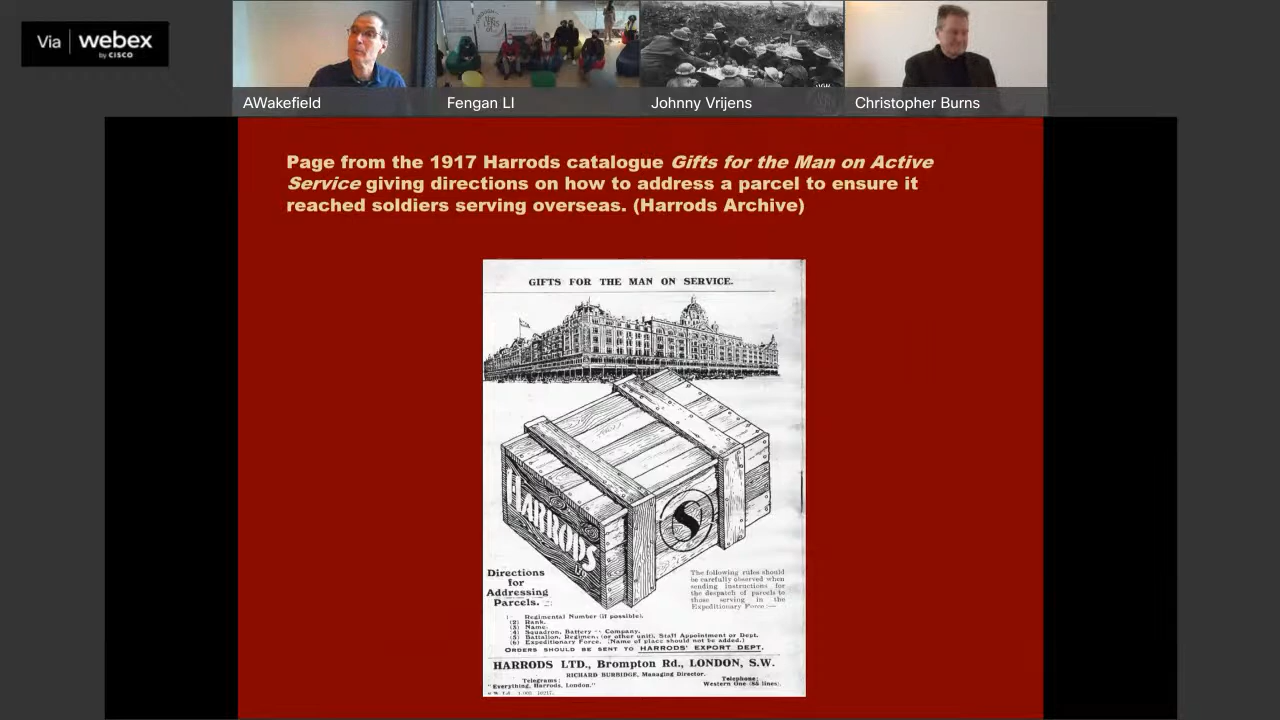 Via webex
by CISCO
AWakefield
Fengan LI
Johnny Vrijens
Christopher Burns
Page from the 1917 Harrods catalogue Gifts for the Man on Active
Service giving directions on how to address a parcel to ensure it
reached soldiers serving overseas. (Harrods Archive)
GIFTS FOR THE MAN ON SERVICE.
HARRODS
S
Directions
for
Addressing
Parcels.
The following rules should
be carefully observed when
sending instructions for
the despatch of parcels to
those serving in the
Expeditionary Force :—
Regimental Number (if possible).
(2) Rank.
(3) Name.
(4) Squadron, Battery or Company.
(5) Battalion, Regiment (or other unit), Staff Appointment or Dept.
(6) Expeditionary Force. (Name of place should not be added.)
ORDERS SHOULD BE SENT TO HARRODS' EXPORT DEPT.
HARRODS LTD., Brompton Rd., LONDON, S.W.
RICHARD BURBIDGE, Managing Director.
Telegrams:
"Everything, Harrods, London."
Telephone:
Western One (85 lines).